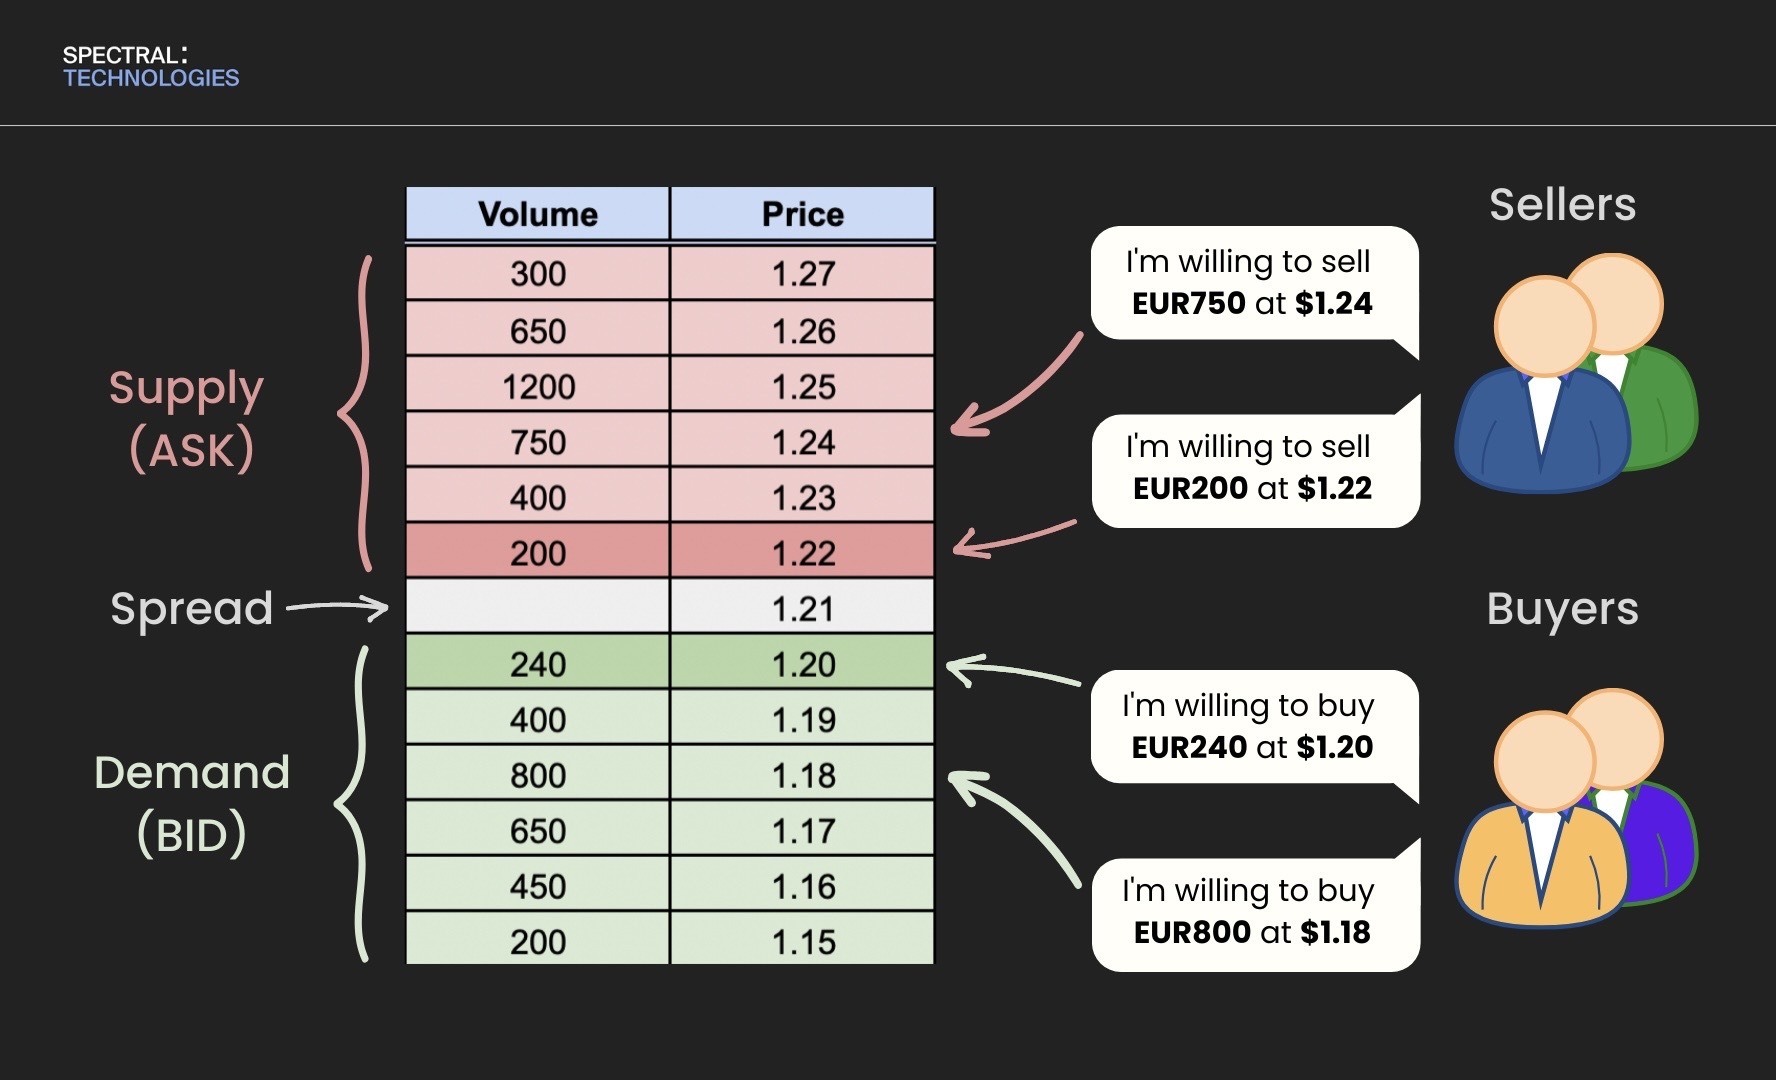 SPECTRAL:
TECHNOLOGIES
Volume Price
300 1.27
650 1.26
1200 1.25
750 1.24
400 1.23
200 1.22
1.21
240 1.20
400 1.19
800 1.18
650 1.17
450 1.16
200 1.15
Supply
(ASK)
Spread
Demand
(BID)
Sellers
I'm willing to sell
EUR750 at $1.24
I'm willing to sell
EUR200 at $1.22
Buyers
I'm willing to buy
EUR240 at $1.20
I'm willing to buy
EUR800 at $1.18